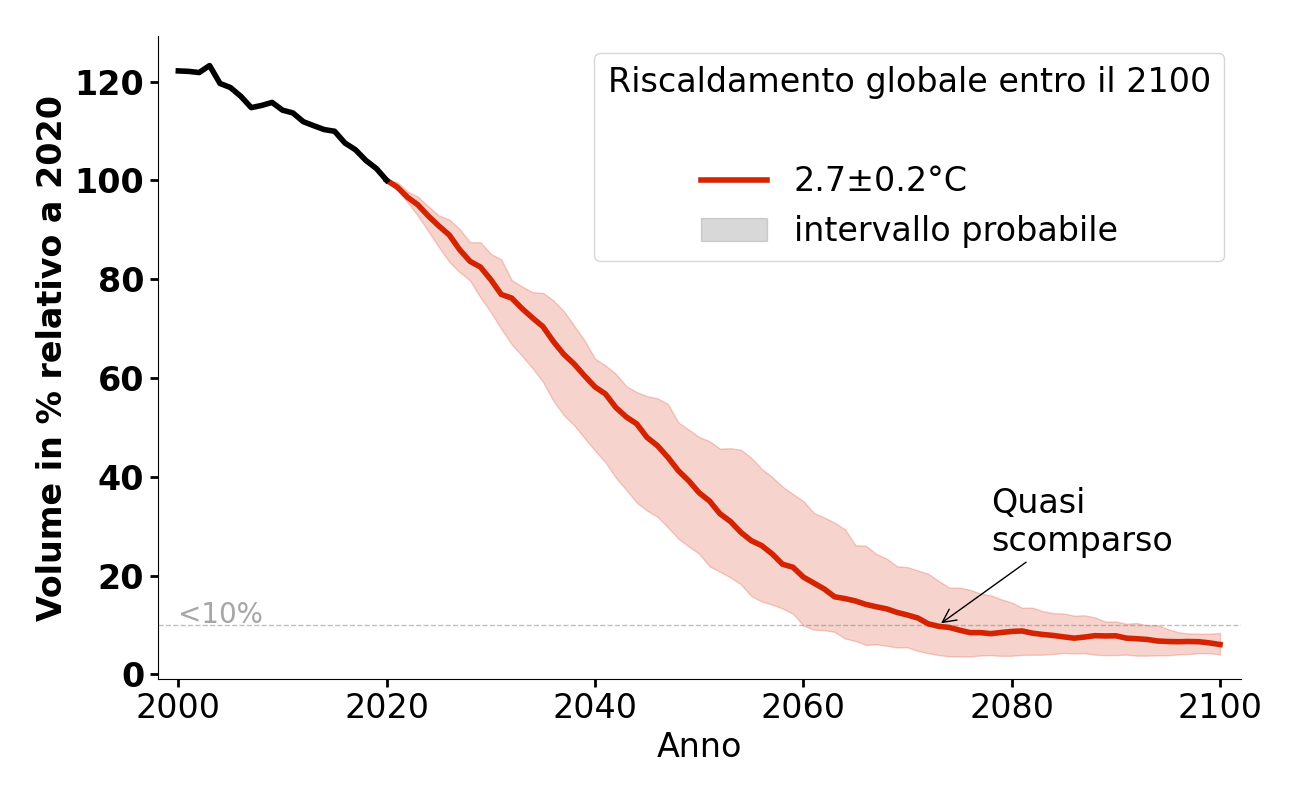 Volume in % relativo a 2020
120
100
80
60
40
20
0
Riscaldamento globale entro il 2100
2.7±0.2°C
intervallo probabile
Quasi
scomparso
<10%
2000 2020 2040 2060 2080 2100
Anno